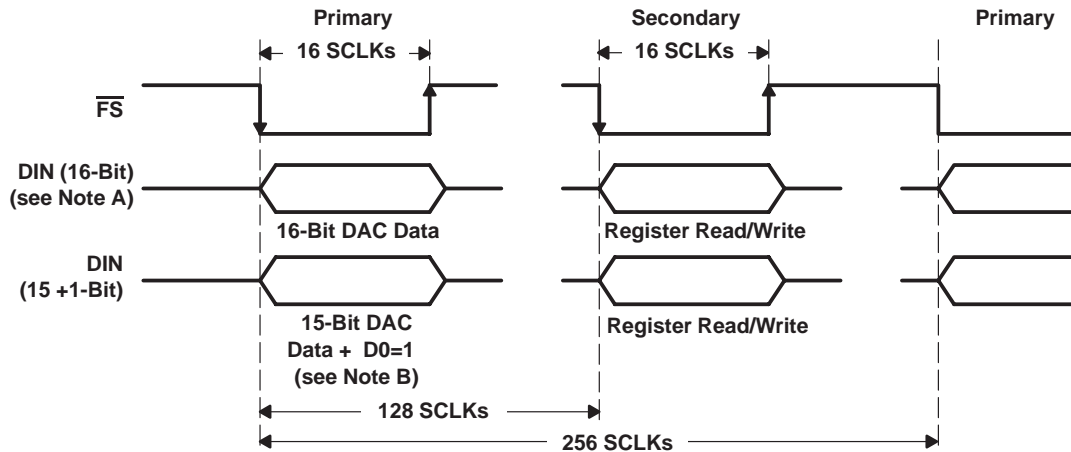 Primary Secondary Primary
16 SCLKs 16 SCLKs
FS
DIN (16-Bit)
(see Note A)
16-Bit DAC Data Register Read/Write
DIN
(15 +1-Bit)
15-Bit DAC Register Read/Write
Data + D0=1
(see Note B)
128 SCLKs
256 SCLKs